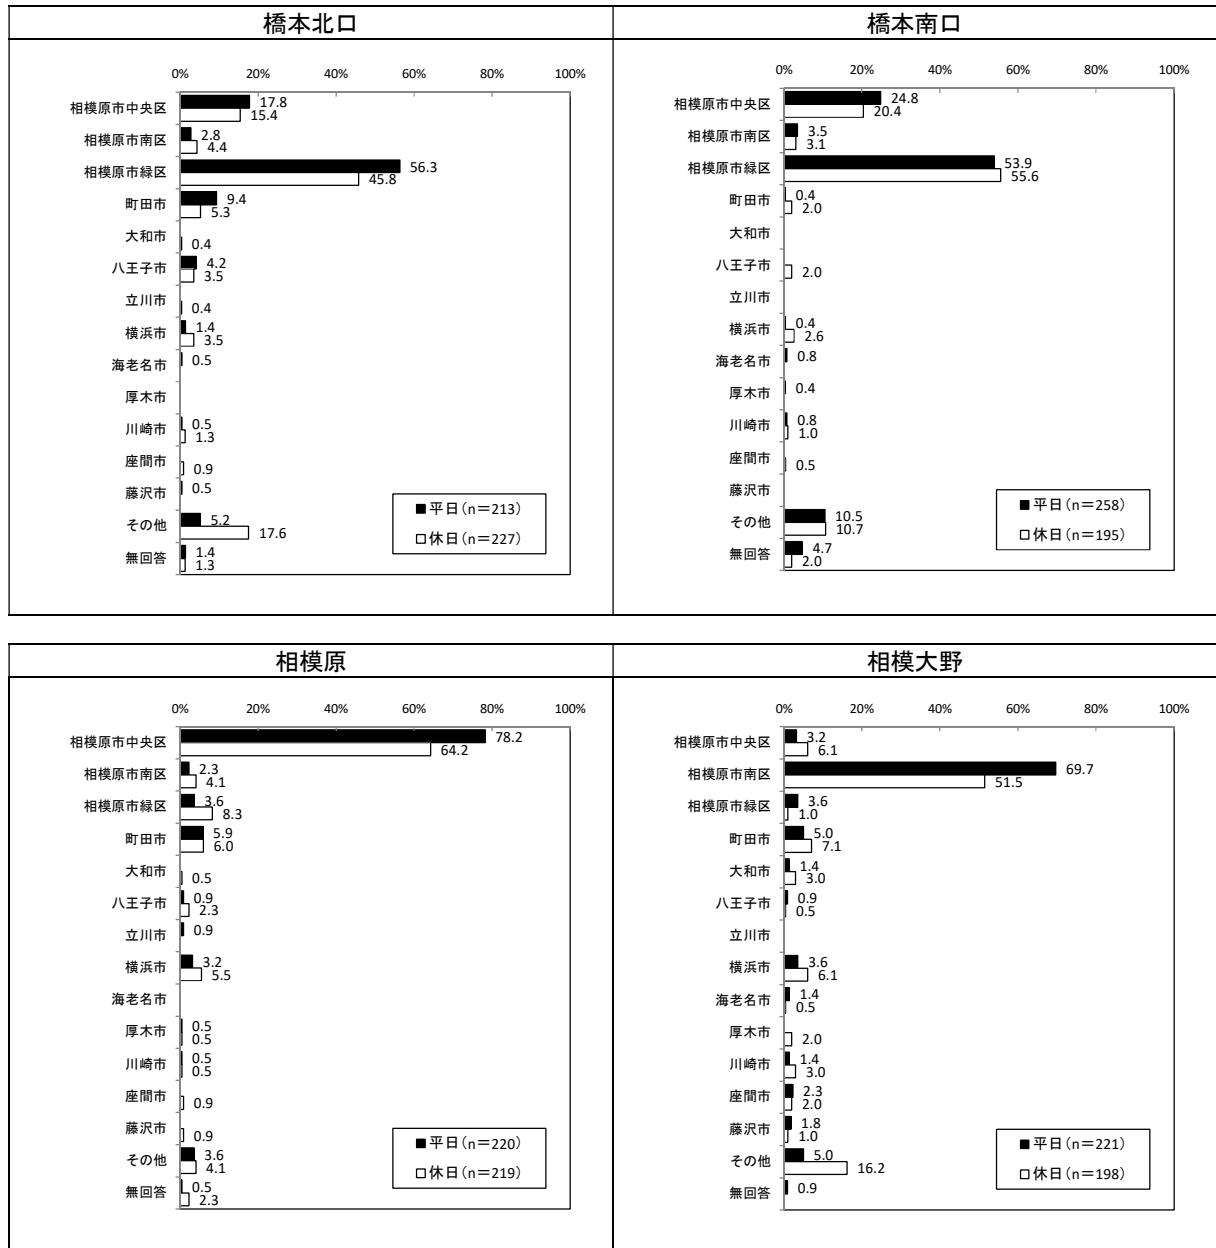 橋本北口
0% 20% 40% 60% 80% 100%
相模原市中央区 17.8 15.4
相模原市南区 2.8 4.4
相模原市緑区 56.3 45.8
町田市 9.4 5.3
大和市 0.4
八王子市 4.2 3.5
立川市 0.4
横浜市 1.4 3.5
海老名市 0.5
厚木市
川崎市 0.5 1.3
座間市 0.9
藤沢市 0.5
その他 5.2 17.6
無回答 1.4 1.3
平日(n=213)
休日(n=227)
橋本南口
0% 20% 40% 60% 80% 100%
相模原市中央区 24.8 20.4
相模原市南区 3.5 3.1
相模原市緑区 53.9 55.6
町田市 0.4 2.0
大和市
八王子市 2.0
立川市
横浜市 0.4 2.6
海老名市 0.8
厚木市 0.4
川崎市 0.8 1.0
座間市 0.5
藤沢市
その他 10.5 10.7
無回答 4.7 2.0
平日(n=258)
休日(n=195)
相模原
0% 20% 40% 60% 80% 100%
相模原市中央区 78.2 64.2
相模原市南区 2.3 4.1
相模原市緑区 3.6 8.3
町田市 5.9 6.0
大和市 0.5
八王子市 0.9 2.3
立川市 0.9
横浜市 3.2 5.5
海老名市
厚木市 0.5 0.5
川崎市 0.5 0.5
座間市 0.9
藤沢市 0.9
その他 3.6 4.1
無回答 0.5 2.3
平日(n=220)
休日(n=219)
相模大野
0% 20% 40% 60% 80% 100%
相模原市中央区 3.2 6.1
相模原市南区 69.7 51.5
相模原市緑区 3.6 1.0
町田市 5.0 7.1
大和市 1.4 3.0
八王子市 0.9 0.5
立川市
横浜市 3.6 6.1
海老名市 1.4 0.5
厚木市 2.0
川崎市 1.4 3.0
座間市 2.3 2.0
藤沢市 1.8 1.0
その他 5.0 16.2
無回答 0.9
平日(n=221)
休日(n=198)